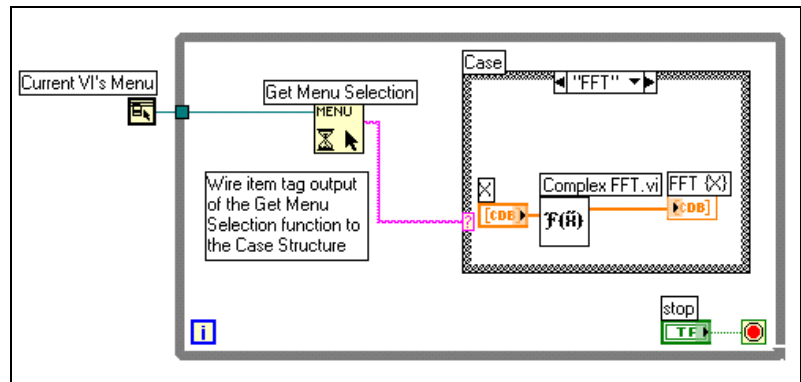 Current VI's Menu
Get Menu Selection
MENU
Wire item tag output
of the Get Menu
Selection function to
the Case Structure
Case
"FFT"
?
X
[CDB]
Complex FFT.vi
F(x)
FFT {X}
[CDB]
i
stop
TF